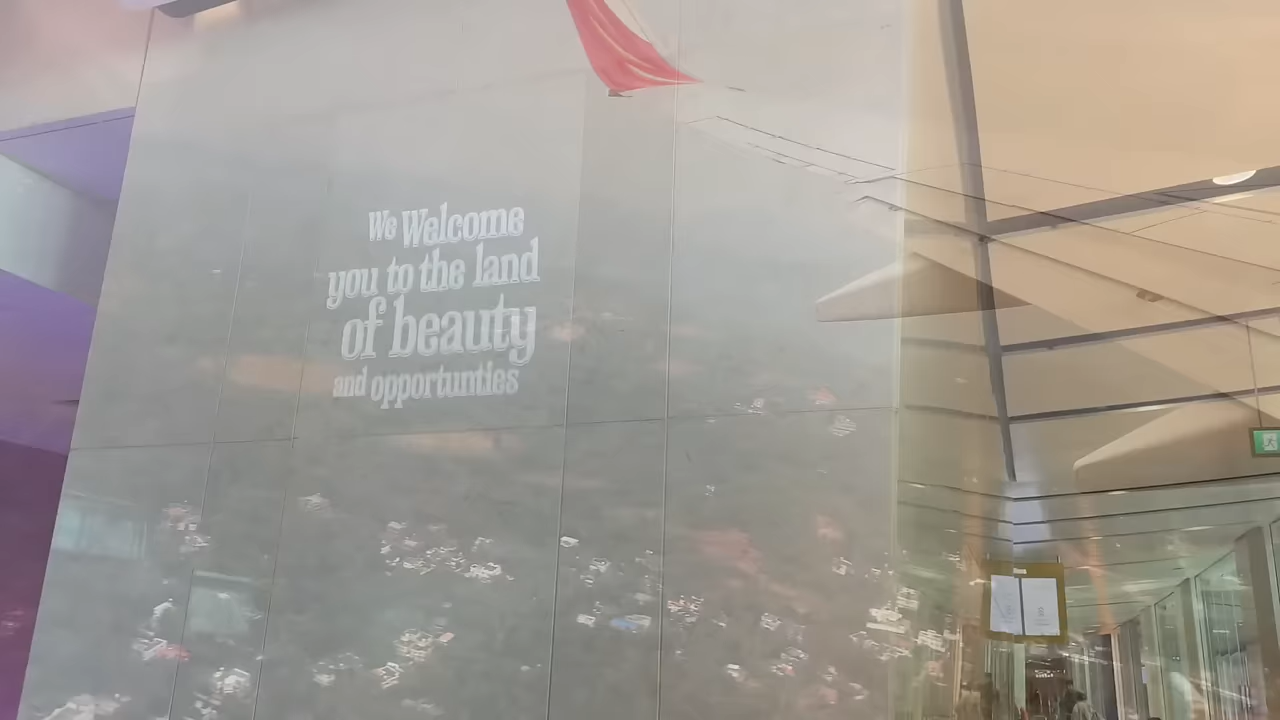 We Welcome
you to the land
of beauty
and opportunties